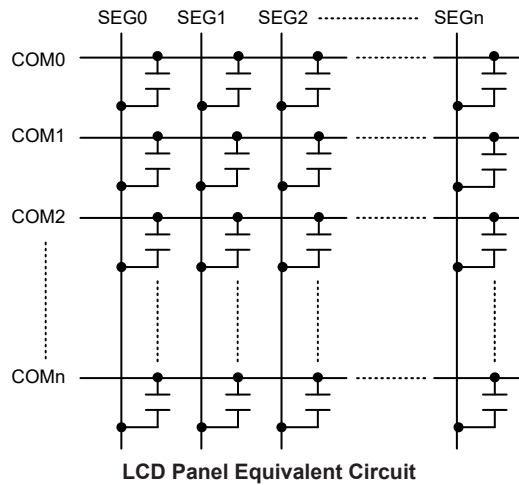 SEG0 SEG1 SEG2 SEGn
COM0
COM1
COM2
COMn
LCD Panel Equivalent Circuit